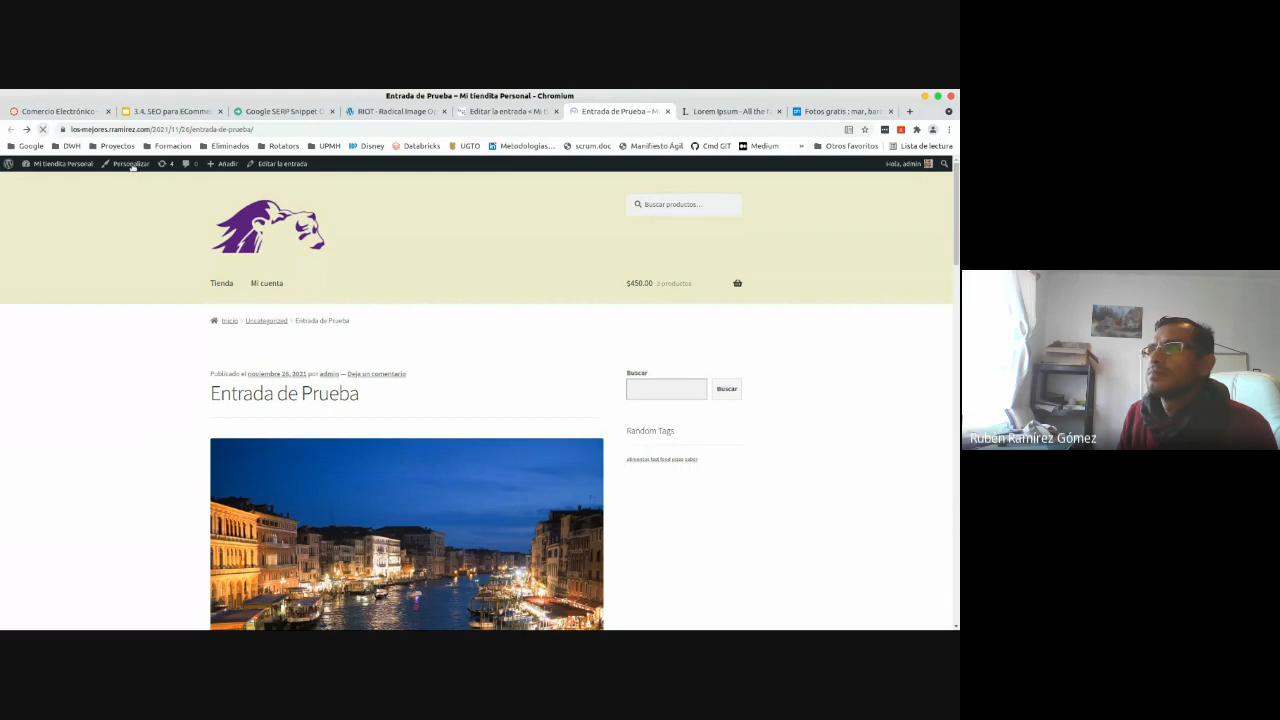 Entrada de Prueba – Mi tiendita Personal - Chromium
Comercio Electrónico
3.4. SEO para EComme
Google SERP Snippet O
RIOT - Radical Image Op
Editar la entrada < Mi ti
Entrada de Prueba – M
Lorem Ipsum - All the f
Fotos gratis : mar, bar
los-mejores.rramirez.com/2021/11/26/entrada-de-prueba/
Google
DWH
Proyectos
Formacion
Eliminados
Rotators
UPMH
Disney
Databricks
UGTO
Metodologías...
scrum.doc
Manifiesto Ágil
Cmd GIT
Medium
»
Otros favoritos
Lista de lectura
Mi tiendita Personal
Personalizar
4
0
Añadir
Editar la entrada
Hola, admin
Buscar productos...
Tienda
Mi cuenta
$450.00
productos
Inicio › Uncategorized › Entrada de Prueba
Publicado el noviembre 26, 2021 por admin — Deja un comentario
Entrada de Prueba
Buscar
Buscar
Random Tags
alimentos fast food pizza sabor
Rubén Ramírez Gómez